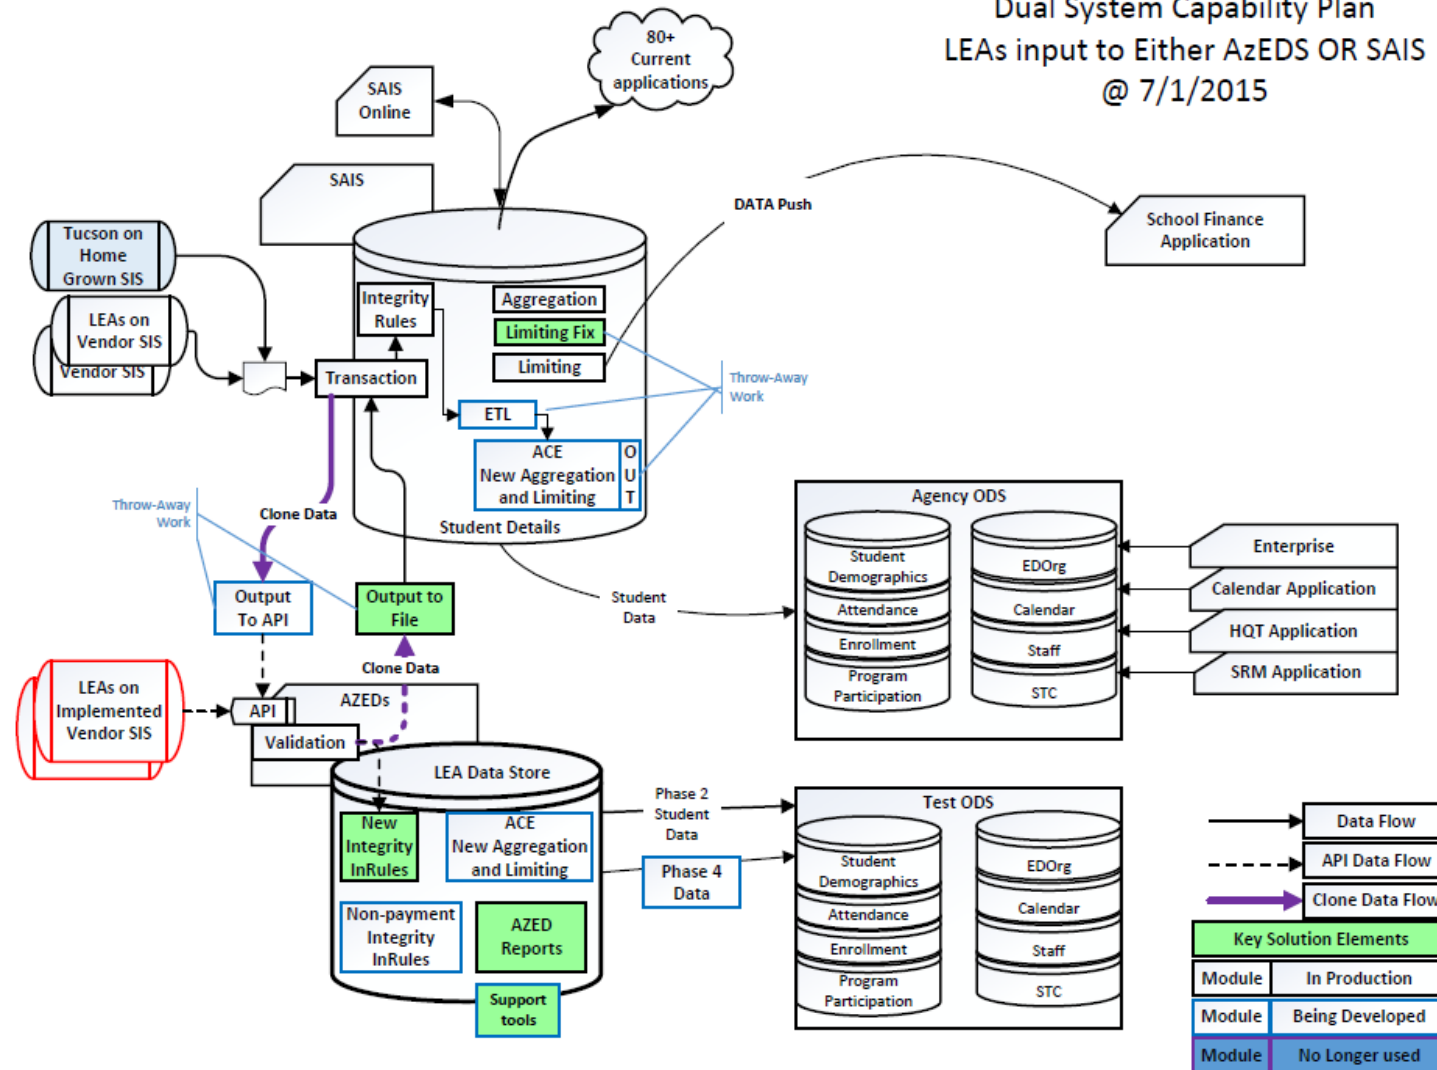 Dual System Capability Plan
LEAs input to Either AzEDS OR SAIS
@ 7/1/2015
80+
Current
applications
SAIS
Online
SAIS
DATA Push
School Finance
Application
Tucson on
Home
Grown SIS
LEAs on
Vendor SIS
Vendor SIS
Integrity
Rules
Aggregation
Limiting Fix
Limiting
Transaction
Throw-Away
Work
ETL
ACE
New Aggregation
and Limiting
O
U
T
Student Details
Throw-Away
Work
Clone Data
Output
To API
Output to
File
Clone Data
Student
Data
Agency ODS
Student
Demographics
Attendance
Enrollment
Program
Participation
EDOrg
Calendar
Staff
STC
Enterprise
Calendar Application
HQT Application
SRM Application
LEAs on
Implemented
Vendor SIS
API
AZEDs
Validation
LEA Data Store
New
Integrity
InRules
ACE
New Aggregation
and Limiting
Non-payment
Integrity
InRules
AZED
Reports
Support
tools
Phase 2
Student
Data
Phase 4
Data
Test ODS
Student
Demographics
Attendance
Enrollment
Program
Participation
EDOrg
Calendar
Staff
STC
Data Flow
API Data Flow
Clone Data Flow
Key Solution Elements
Module In Production
Module Being Developed
Module No Longer used